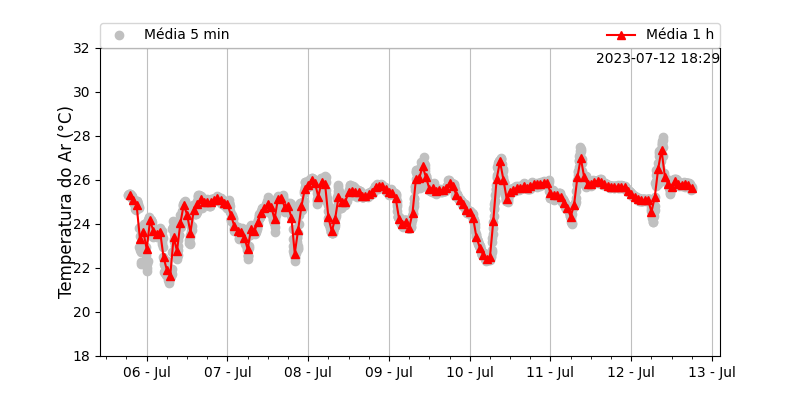 Média 5 min
Média 1 h
2023-07-12 18:29
Temperatura do Ar (°C)
32
30
28
26
24
22
20
18
06 - Jul
07 - Jul
08 - Jul
09 - Jul
10 - Jul
11 - Jul
12 - Jul
13 - Jul